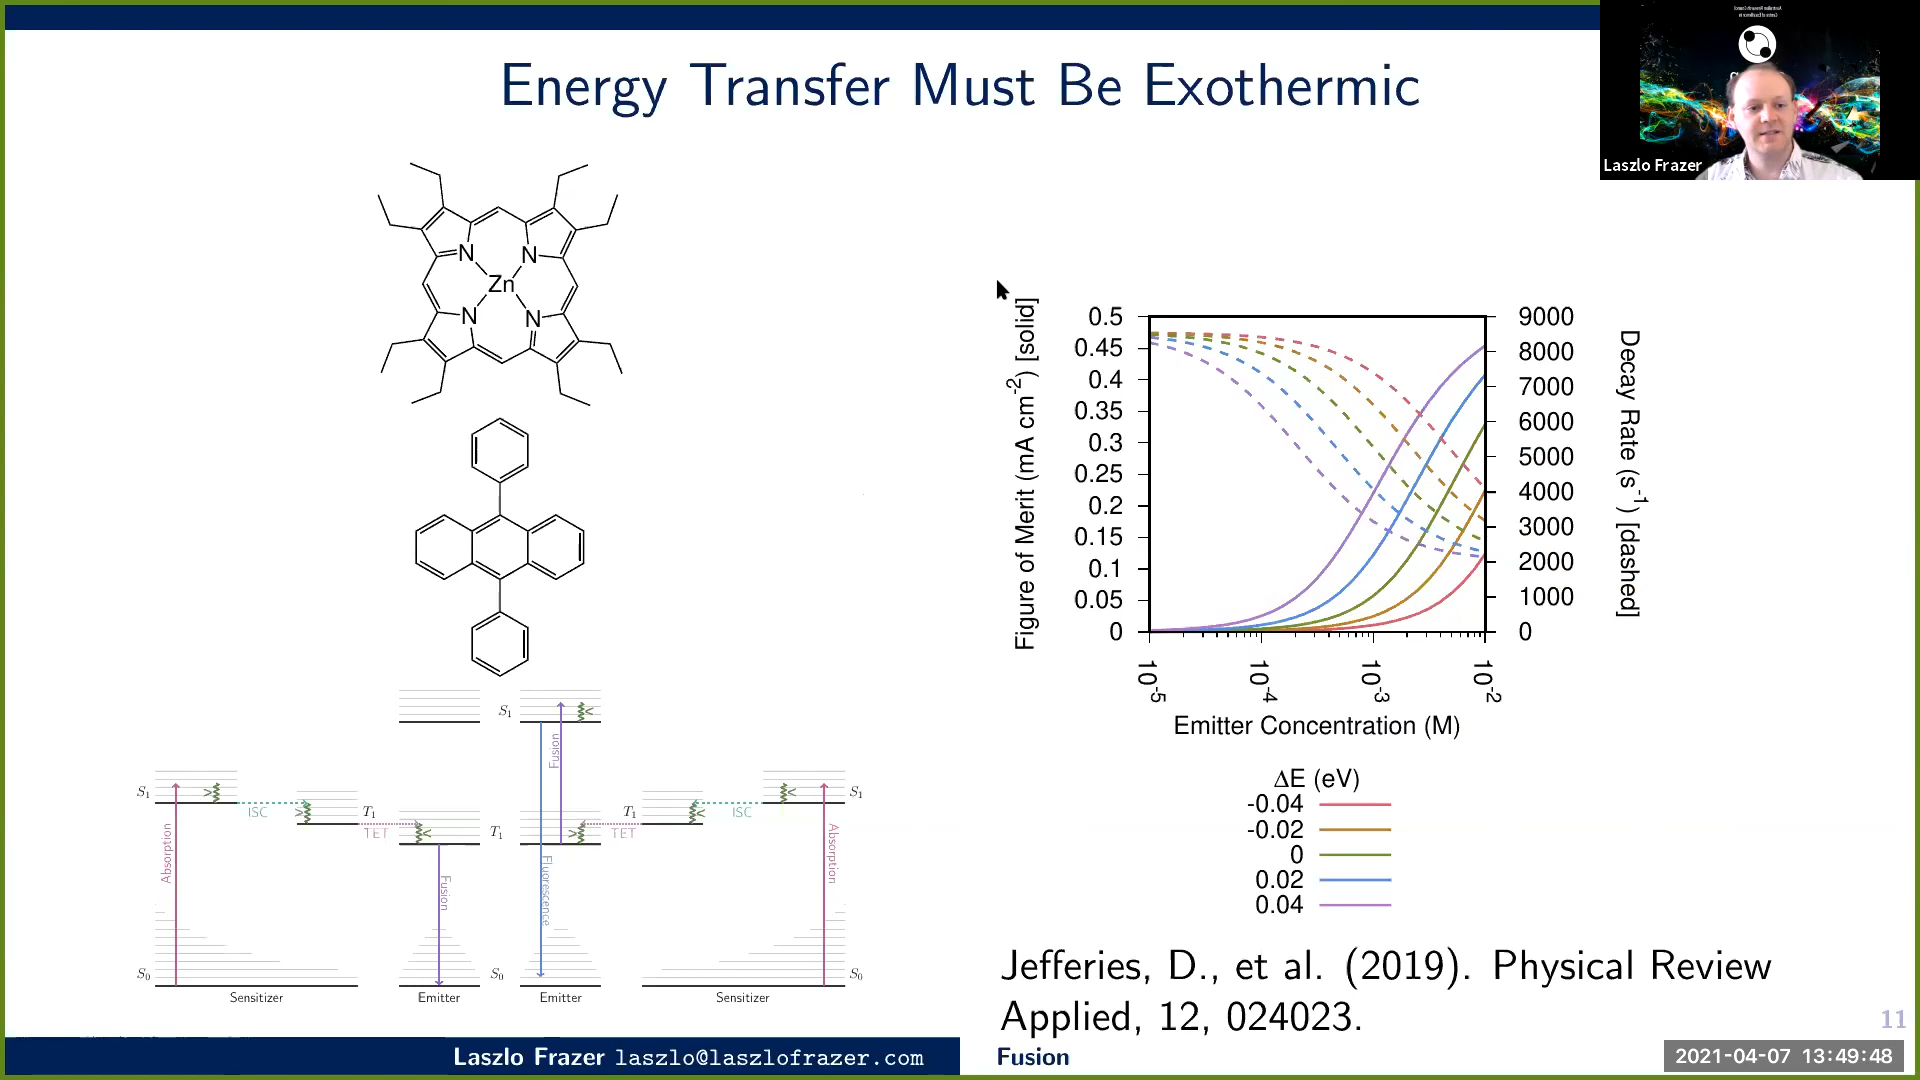 Energy Transfer Must Be Exothermic
Laszlo Frazer
N
N
Zn
N
N
S1
S1
ISC
T1
TET
T1
Fusion
Fusion
Fluorescence
T1
TET
ISC
S1
Absorption
Absorption
S0
S0
S0
Sensitizer
Emitter
Emitter
Sensitizer
Figure of Merit (mA cm-2) [solid]
0.5
0.45
0.4
0.35
0.3
0.25
0.2
0.15
0.1
0.05
0
9000
8000
7000
6000
5000
4000
3000
2000
1000
0
Decay Rate (s-1) [dashed]
10-5
10-4
10-3
10-2
Emitter Concentration (M)
ΔE (eV)
-0.04
-0.02
0
0.02
0.04
Jefferies, D., et al. (2019). Physical Review
Applied, 12, 024023.
11
Laszlo Frazer laszlo@laszlofrazer.com
Fusion
2021-04-07 13:49:48